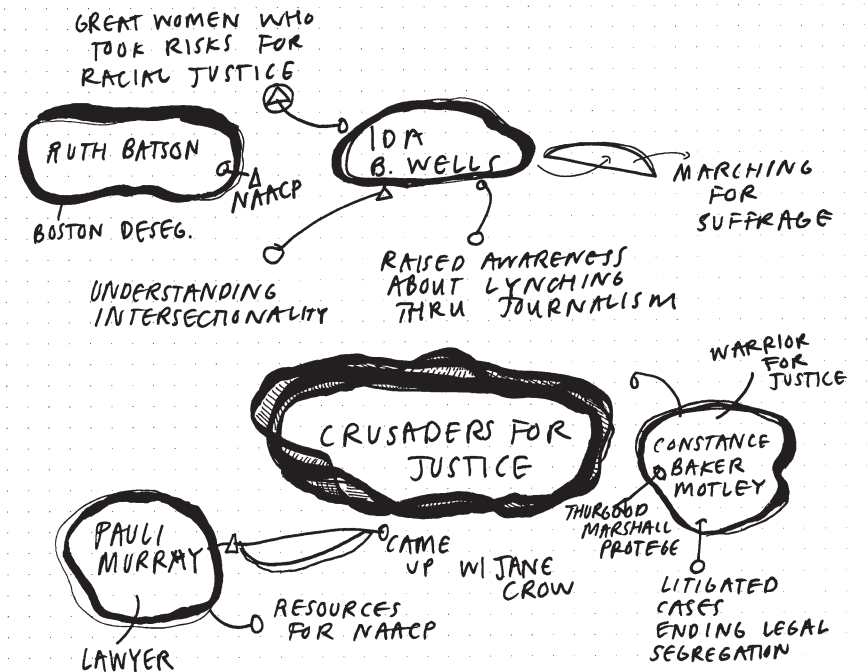 GREAT WOMEN WHO
TOOK RISKS FOR
RACIAL JUSTICE
RUTH BATSON
NAACP
BOSTON DESEG.
IDA
B. WELLS
MARCHING
FOR
SUFFRAGE
UNDERSTANDING
INTERSECTIONALITY
RAISED AWARENESS
ABOUT LYNCHING
THRU JOURNALISM
CRUSADERS FOR
JUSTICE
WARRIOR
FOR
JUSTICE
CONSTANCE
BAKER
MOTLEY
THURGOOD
MARSHALL
PROTEGE
LITIGATED
CASES
ENDING LEGAL
SEGREGATION
PAULI
MURRAY
CAME
UP W/ JANE
CROW
RESOURCES
FOR NAACP
LAWYER